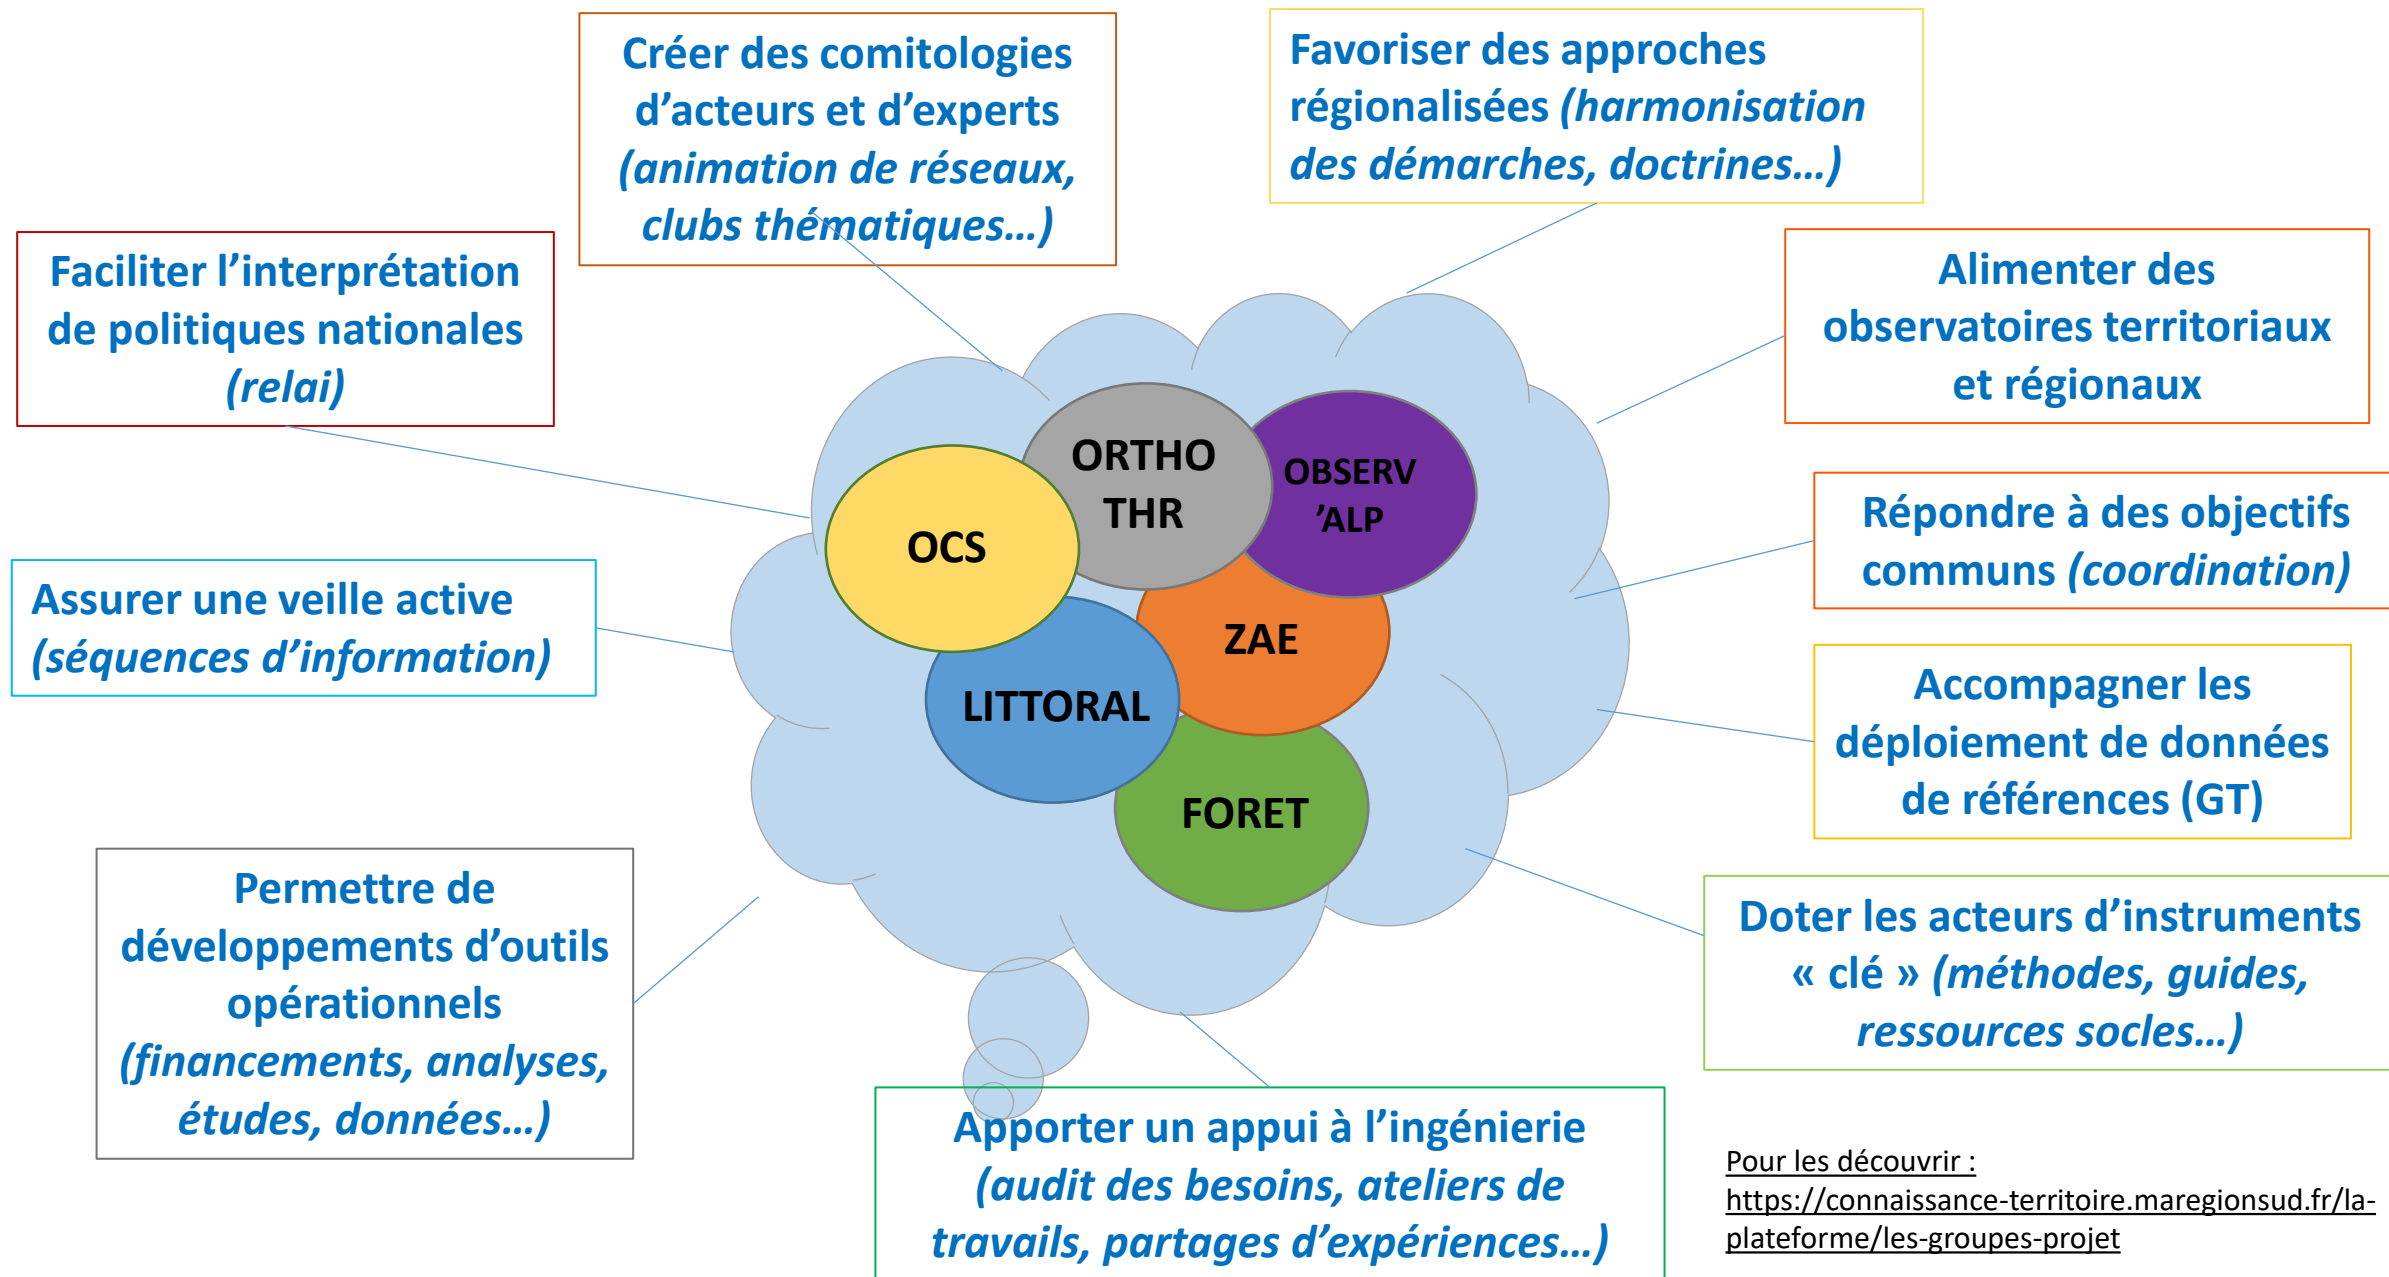 Créer des comitologies
d’acteurs et d’experts
(animation de réseaux,
clubs thématiques…)
Favoriser des approches
régionalisées (harmonisation
des démarches, doctrines…)
Faciliter l’interprétation
de politiques nationales
(relai)
Alimenter des
observatoires territoriaux
et régionaux
ORTHO
THR
OBSERV
’ALP
OCS
ZAE
LITTORAL
FORET
Répondre à des objectifs
communs (coordination)
Assurer une veille active
(séquences d’information)
Accompagner les
déploiement de données
de références (GT)
Permettre de
développements d’outils
opérationnels
(financements, analyses,
études, données…)
Doter les acteurs d’instruments
« clé » (méthodes, guides,
ressources socles…)
Apporter un appui à l’ingénierie
(audit des besoins, ateliers de
travails, partages d’expériences…)
Pour les découvrir :
https://connaissance-territoire.maregionsud.fr/la-
plateforme/les-groupes-projet